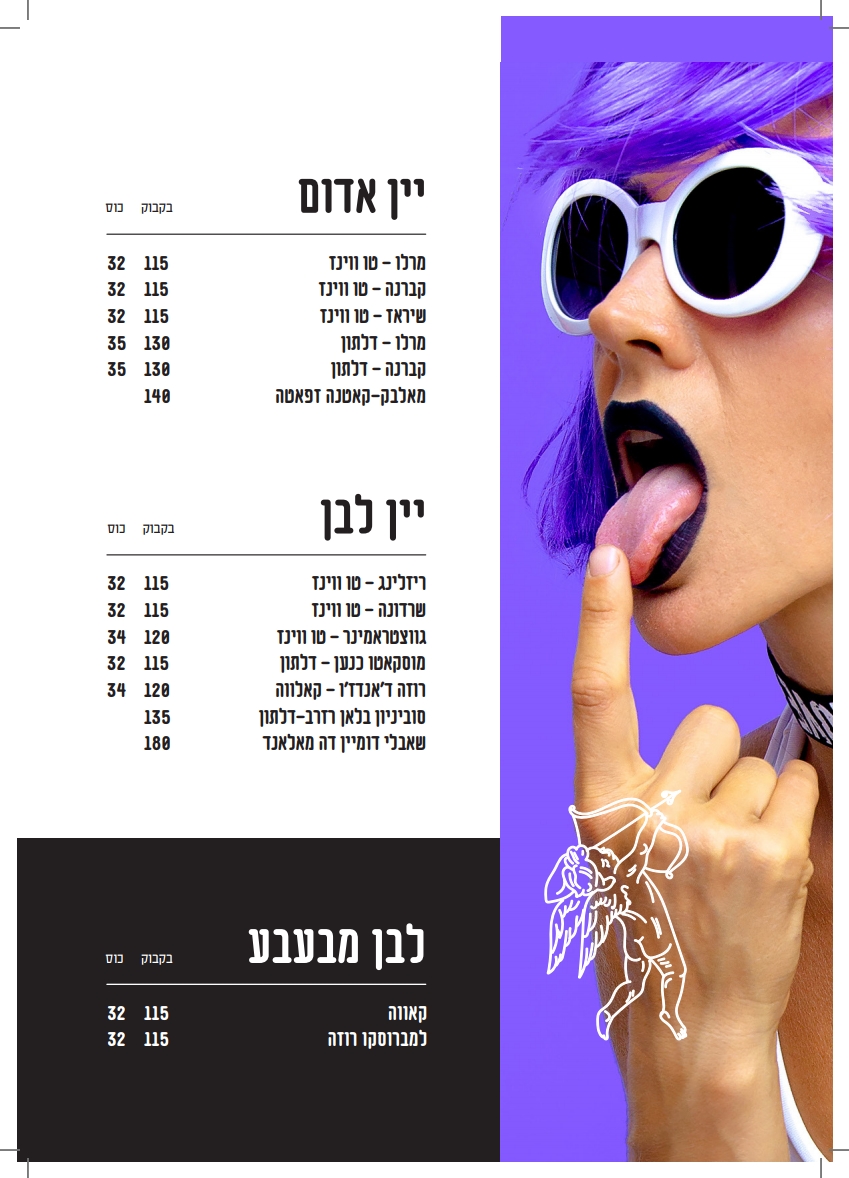 יין אדום בקבוק כוס
מרלו – טו ווינז 115 32
קברנה – טו ווינז 115 32
שיראז – טו ווינז 115 32
מרלו – דלתון 130 35
קברנה – דלתון 130 35
מאלבק-קאטנה זפאטה 140
יין לבן בקבוק כוס
ריזלינג – טו ווינז 115 32
שרדונה – טו ווינז 115 32
גווצטראמינר – טו ווינז 120 34
מוסקאטו כנען – דלתון 115 32
רוזה ד'אנדז'ו – קאלווה 120 34
סוביניון בלאן רזרב-דלתון 135
שאבלי דומיין דה מאלאנד 180
לבן מבעבע בקבוק כוס
קאווה 115 32
למברוסקו רוזה 115 32